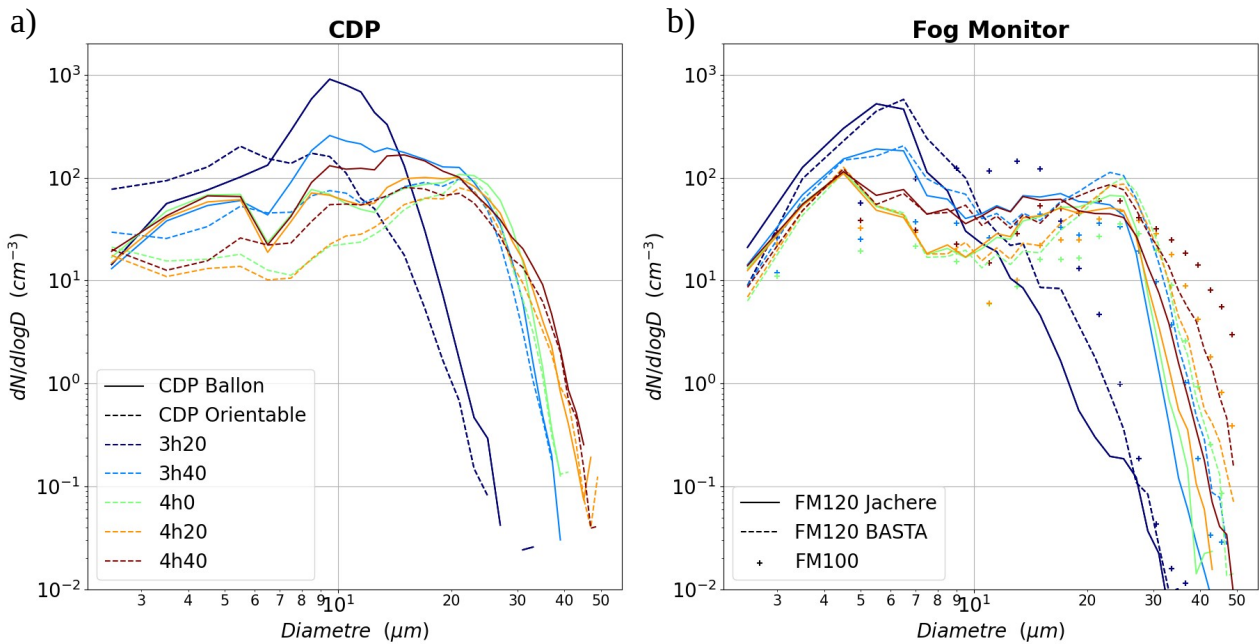 a)
CDP
dN/dlogD (cm⁻³)
10³
10²
10¹
10⁰
10⁻¹
10⁻²
CDP Ballon
CDP Orientable
3h20
3h40
4h0
4h20
4h40
3 4 5 6 7 8 9 10¹ 20 30 40 50
Diametre (μm)
b)
Fog Monitor
dN/dlogD (cm⁻³)
10³
10²
10¹
10⁰
10⁻¹
10⁻²
FM120 Jachere
FM120 BASTA
FM100
3 4 5 6 7 8 9 10¹ 20 30 40 50
Diametre (μm)